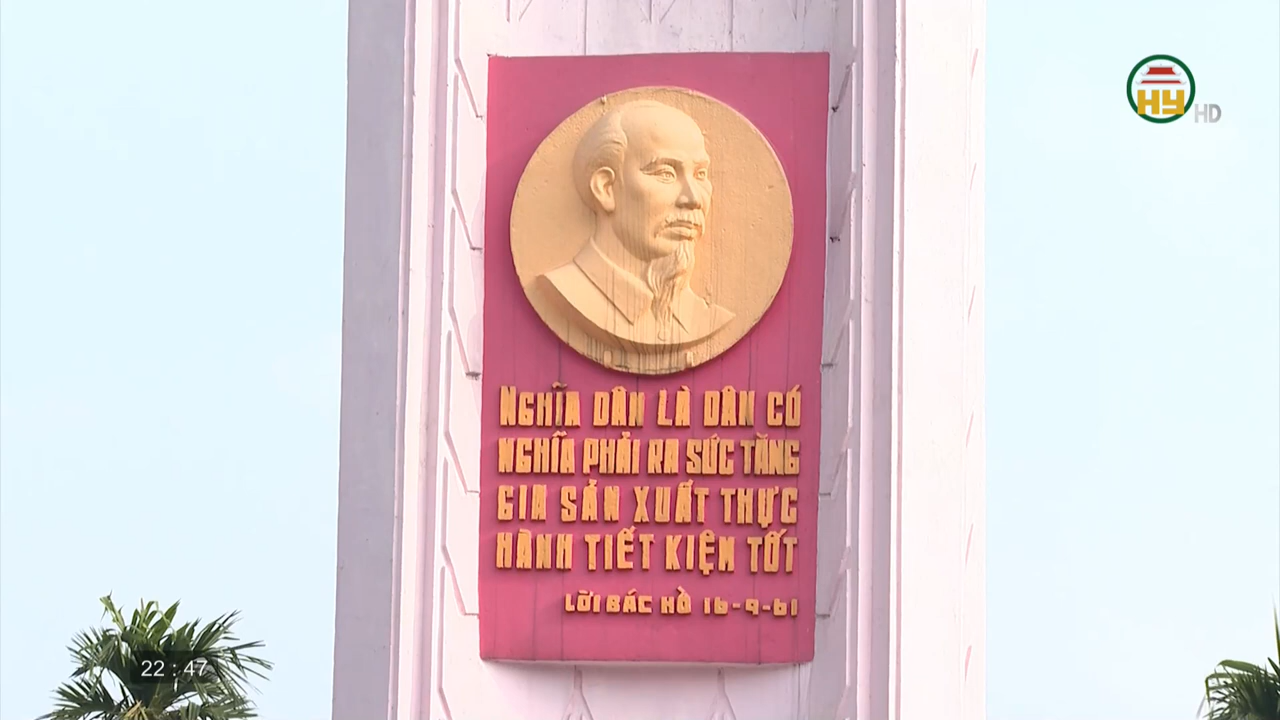 HY HD
NGHĨA DÂN LÀ DÂN CÓ
NGHĨA PHẢI RA SỨC TĂNG
GIA SẢN XUẤT THỰC
HÀNH TIẾT KIỆM TỐT
LỜI BÁC HỒ 16-9-61
22:47